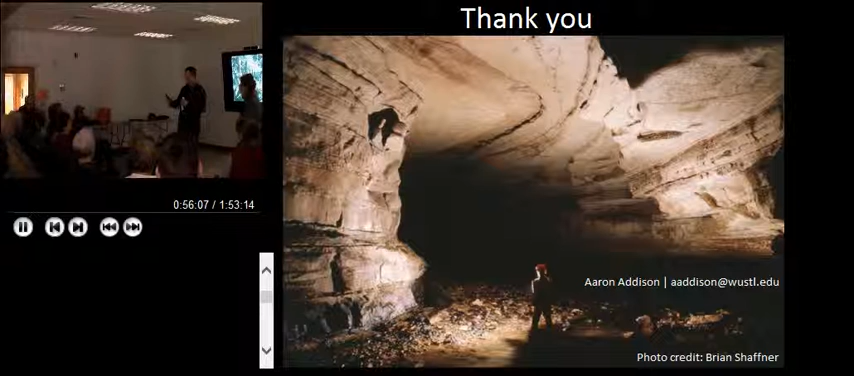 Thank you
0:56:07 / 1:53:14
Aaron Addison | aaddison@wustl.edu
Photo credit: Brian Shaffner